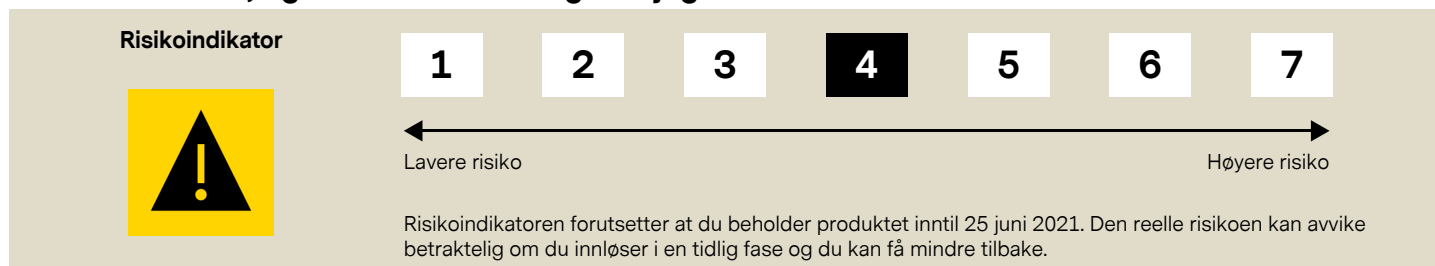 Risikoindikator
1 2 3 4 5 6 7
Lavere risiko Høyere risiko
Risikoindikatoren forutsetter at du beholder produktet inntil 25 juni 2021. Den reelle risikoen kan avvike
betraktelig om du innløser i en tidlig fase og du kan få mindre tilbake.